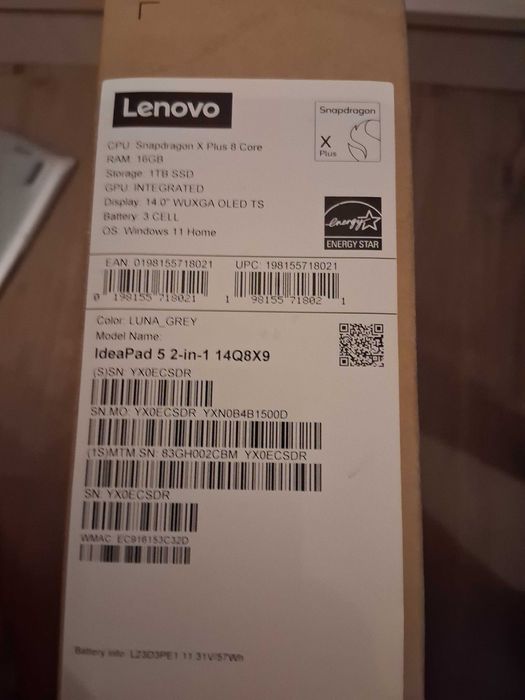 Lenovo
Snapdragon
X
Plus
CPU: Snapdragon X Plus 8 Core
RAM: 16GB
Storage: 1TB SSD
GPU: INTEGRATED
Display: 14.0" WUXGA OLED TS
Battery: 3 CELL
OS: Windows 11 Home
energy
ENERGY STAR
EAN: 0198155718021
UPC: 198155718021
0 198155 718021
1 98155 71802 1
Color: LUNA_GREY
Model Name:
IdeaPad 5 2-in-1 14Q8X9
(S)SN: YX0ECSDR
SN MO: YX0ECSDR YXN0B4B1500D
(1S)MTM SN: 83GH002CBM YX0ECSDR
SN: YX0ECSDR
WMAC: EC916153C32D
Battery info: L23D3PE1 11.31V/57Wh